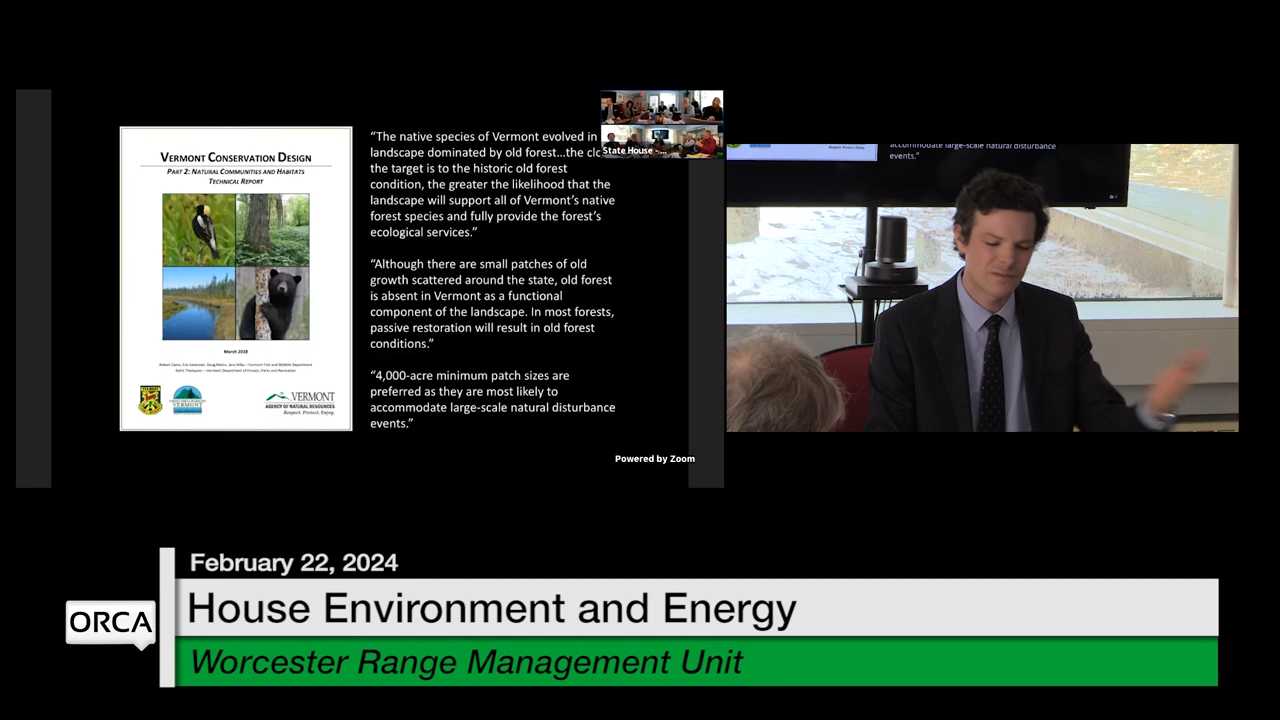 VERMONT CONSERVATION DESIGN
PART 2: NATURAL COMMUNITIES AND HABITATS
TECHNICAL REPORT
March 2018
VERMONT
AGENCY OF NATURAL RESOURCES
Respect. Protect. Enjoy.
“The native species of Vermont evolved in
landscape dominated by old forest…the
the target is to the historic old forest
condition, the greater the likelihood that the
landscape will support all of Vermont’s native
forest species and fully provide the forest’s
ecological services.”
“Although there are small patches of old
growth scattered around the state, old forest
is absent in Vermont as a functional
component of the landscape. In most forests,
passive restoration will result in old forest
conditions.”
“4,000-acre minimum patch sizes are
preferred as they are most likely to
accommodate large-scale natural disturbance
events.”
State House - ...
Powered by Zoom
accommodate large-scale natural disturbance
events.”
February 22, 2024
ORCA
House Environment and Energy
Worcester Range Management Unit